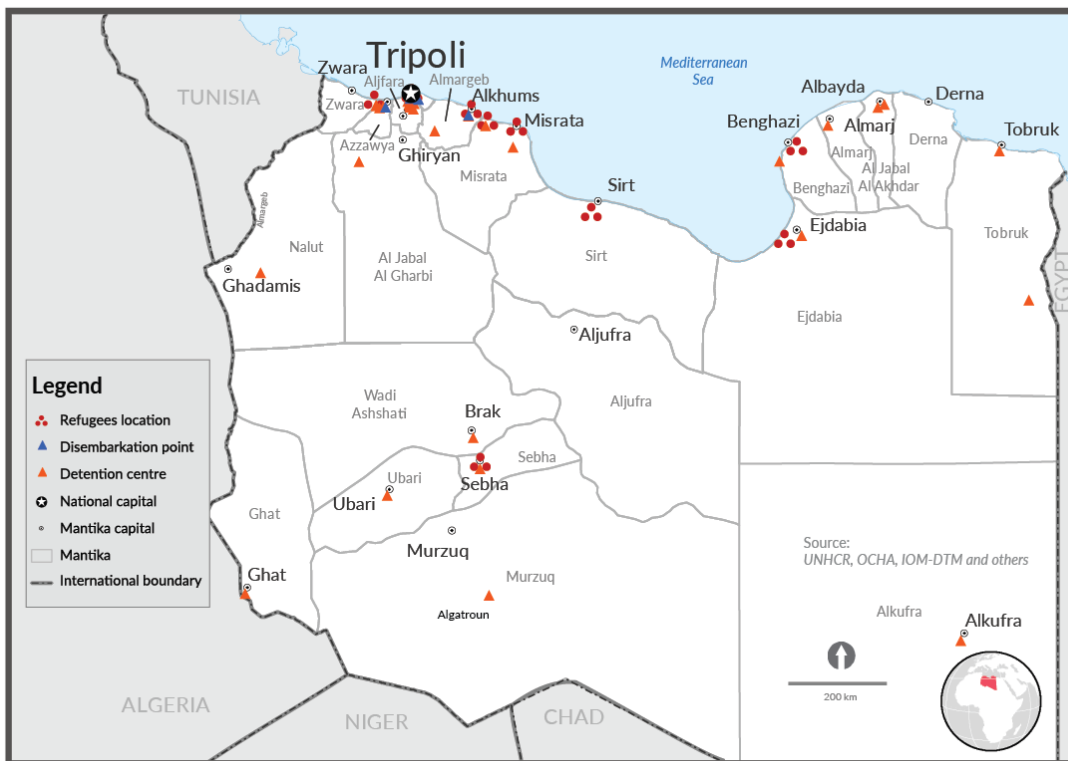 Tripoli
Mediterranean
Sea
Zwara
Aljfara
Almargeb
TUNISIA
Zwara
Alkhums
Albayda
Derna
Misrata
Benghazi
Almarj
Tobruk
Azzawya
Ghiryan
Almarj
Derna
Misrata
Al Jabal
Al Akhdar
Benghazi
Sirt
Almargeb
Ejdabia
Tobruk
Nalut
Al Jabal
Al Gharbi
Sirt
EGYPT
Ghadamis
Ejdabia
Aljufra
Legend
Refugees location
Disembarkation point
Detention centre
National capital
Mantika capital
Mantika
International boundary
Wadi
Ashshati
Brak
Aljufra
Sebha
Ubari
Sebha
Ubari
Ghat
Murzuq
Source:
UNHCR, OCHA, IOM-DTM and others
Ghat
Murzuq
Algatroun
Alkufra
Alkufra
200 km
ALGERIA
NIGER
CHAD